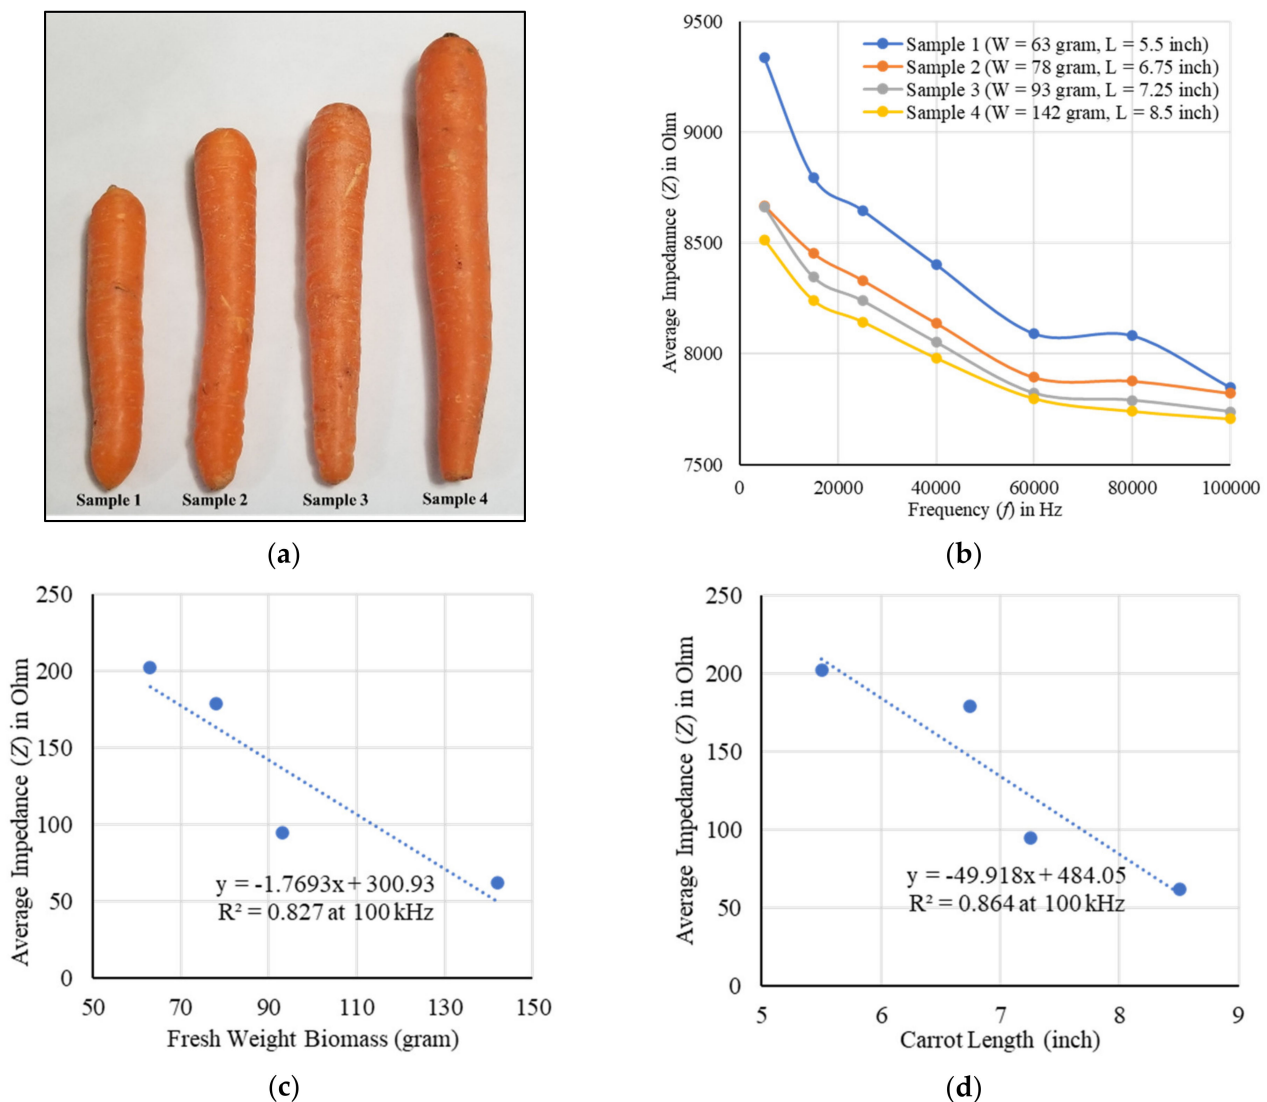 Sample 1
Sample 2
Sample 3
Sample 4
(a)
9500
9000
8500
8000
7500
Average Impedannce (Z) in Ohm
Sample 1 (W = 63 gram, L = 5.5 inch)
Sample 2 (W = 78 gram, L = 6.75 inch)
Sample 3 (W = 93 gram, L = 7.25 inch)
Sample 4 (W = 142 gram, L = 8.5 inch)
0 20000 40000 60000 80000 100000
Frequency (f) in Hz
(b)
250
200
150
100
50
0
Average Impedance (Z) in Ohm
y = -1.7693x + 300.93
R² = 0.827 at 100 kHz
50 70 90 110 130 150
Fresh Weight Biomass (gram)
(c)
250
200
150
100
50
0
Average Impedance (Z) in Ohm
y = -49.918x + 484.05
R² = 0.864 at 100 kHz
5 6 7 8 9
Carrot Length (inch)
(d)